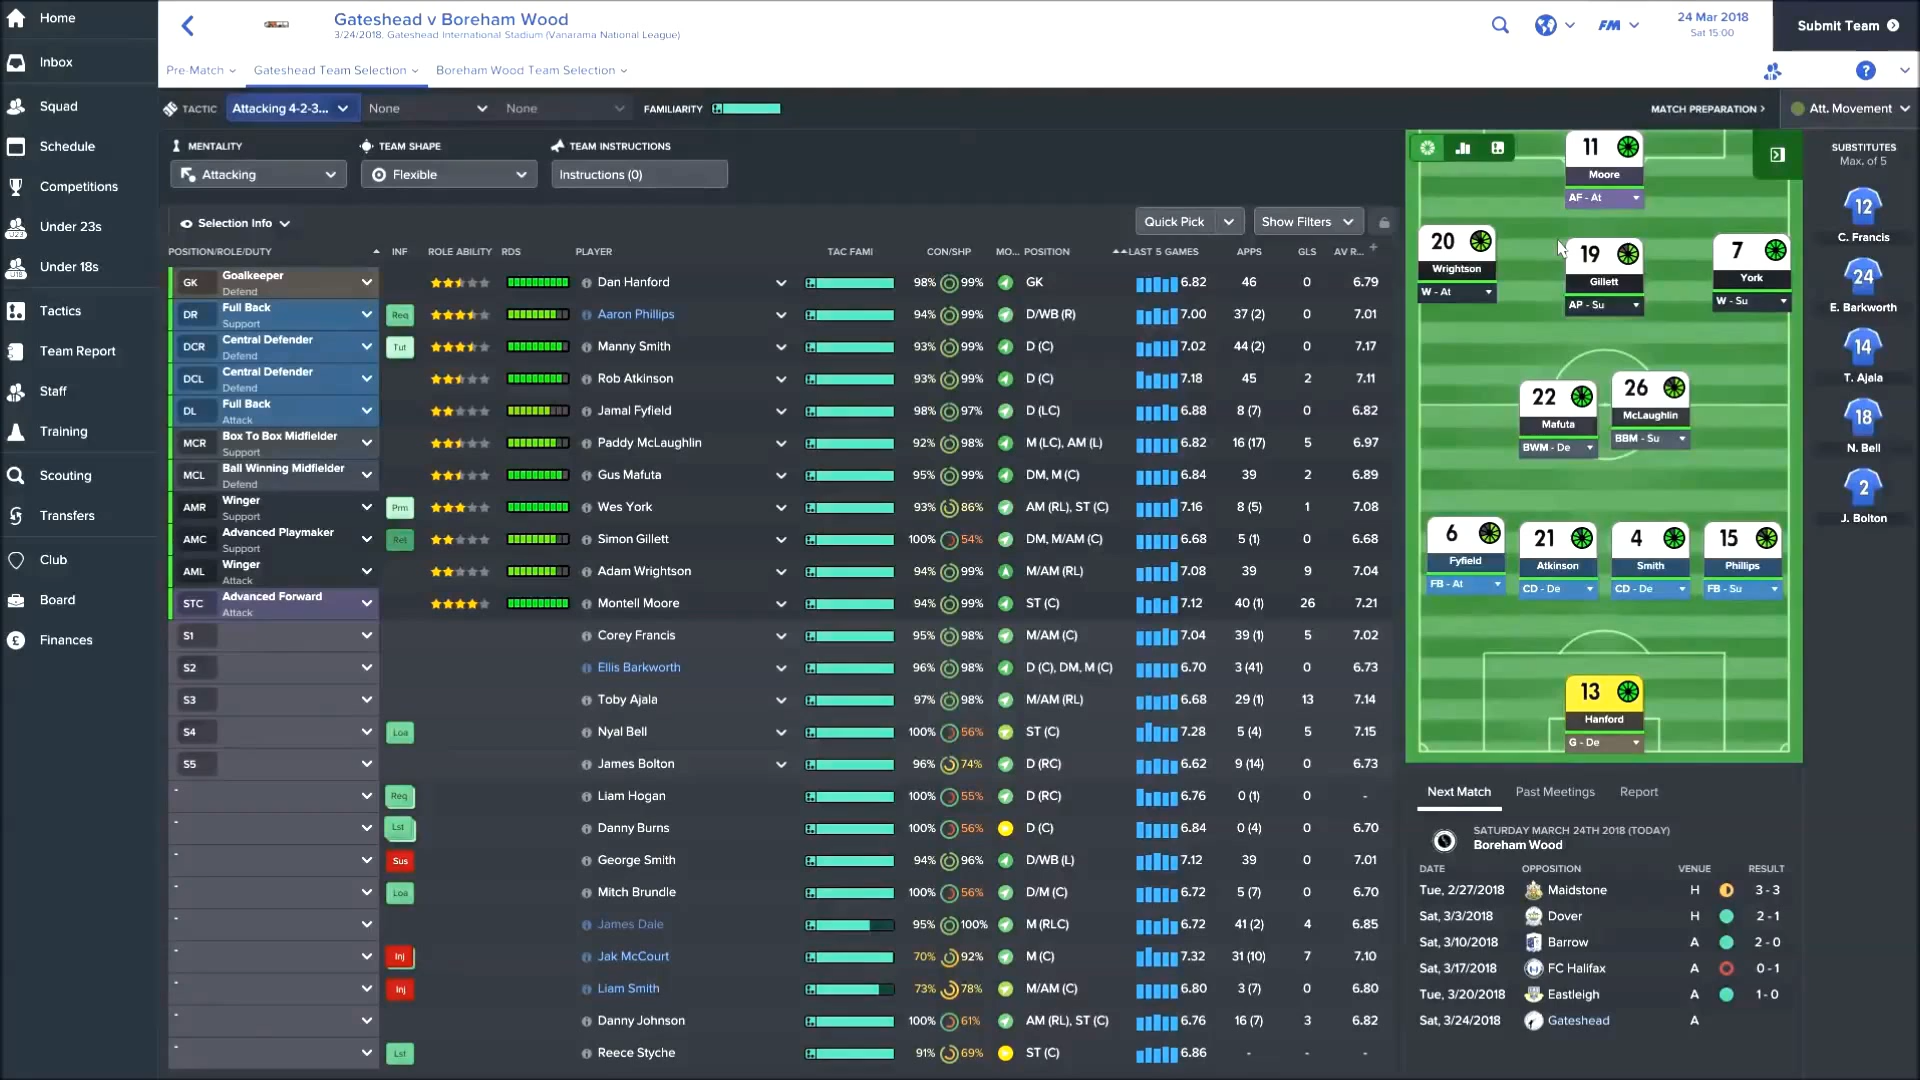 Home
Inbox
Squad
Schedule
Competitions
Under 23s
Under 18s
Tactics
Team Report
Staff
Training
Scouting
Transfers
Club
Board
Finances
Gateshead v Boreham Wood
3/24/2018, Gateshead International Stadium (Vanarama National League)
FM
24 Mar 2018
Sat 15:00
Submit Team
Pre-Match
Gateshead Team Selection
Boreham Wood Team Selection
TACTIC
Attacking 4-2-3...
None
None
FAMILIARITY
MATCH PREPARATION >
Att. Movement
MENTALITY
Attacking
TEAM SHAPE
Flexible
TEAM INSTRUCTIONS
Instructions (0)
Selection Info
Quick Pick
Show Filters
POSITION/ROLE/DUTY INF ROLE ABILITY RDS PLAYER TAC FAMI CON/SHP MO... POSITION LAST 5 GAMES APPS GLS AV R...
GK Goalkeeper Defend Dan Hanford 98% 99% GK 6.82 46 0 6.79
DR Full Back Support Req Aaron Phillips 94% 99% D/WB (R) 7.00 37 (2) 0 7.01
DCR Central Defender Defend Tut Manny Smith 93% 99% D (C) 7.02 44 (2) 0 7.17
DCL Central Defender Defend Rob Atkinson 93% 99% D (C) 7.18 45 2 7.11
DL Full Back Attack Jamal Fyfield 98% 97% D (LC) 6.88 8 (7) 0 6.82
MCR Box To Box Midfielder Support Paddy McLaughlin 92% 98% M (LC), AM (L) 6.82 16 (17) 5 6.97
MCL Ball Winning Midfielder Defend Gus Mafuta 95% 99% DM, M (C) 6.84 39 2 6.89
AMR Winger Support Prm Wes York 93% 86% AM (RL), ST (C) 7.16 8 (5) 1 7.08
AMC Advanced Playmaker Support Rel Simon Gillett 100% 54% DM, M/AM (C) 6.68 5 (1) 0 6.68
AML Winger Attack Adam Wrightson 94% 99% M/AM (RL) 7.08 39 9 7.04
STC Advanced Forward Attack Montell Moore 94% 99% ST (C) 7.12 40 (1) 26 7.21
S1 Corey Francis 95% 98% M/AM (C) 7.04 39 (1) 5 7.02
S2 Ellis Barkworth 96% 98% D (C), DM, M (C) 6.70 3 (41) 0 6.73
S3 Toby Ajala 97% 98% M/AM (RL) 6.68 29 (1) 13 7.14
S4 Loa Nyal Bell 100% 56% ST (C) 7.28 5 (4) 5 7.15
S5 James Bolton 96% 74% D (RC) 6.62 9 (14) 0 6.73
- Req Liam Hogan 100% 55% D (RC) 6.76 0 (1) 0 -
- Lst Danny Burns 100% 56% D (C) 6.84 0 (4) 0 6.70
- Sus George Smith 94% 96% D/WB (L) 7.12 39 0 7.01
- Loa Mitch Brundle 100% 56% D/M (C) 6.72 5 (7) 0 6.70
- James Dale 95% 100% M (RLC) 6.72 41 (2) 4 6.85
- Inj Jak McCourt 70% 92% M (C) 7.32 31 (10) 7 7.10
- Inj Liam Smith 73% 78% M/AM (C) 6.80 3 (7) 0 6.80
- Danny Johnson 100% 61% AM (RL), ST (C) 6.76 16 (7) 3 6.82
- Lst Reece Styche 91% 69% ST (C) 6.86 - - -
11
Moore
AF - At
20
Wrightson
W - At
19
Gillett
AP - Su
7
York
W - Su
22
Mafuta
BWM - De
26
McLaughlin
BBM - Su
6
Fyfield
FB - At
21
Atkinson
CD - De
4
Smith
CD - De
15
Phillips
FB - Su
13
Hanford
G - De
SUBSTITUTES
Max. of 5
12
C. Francis
24
E. Barkworth
14
T. Ajala
18
N. Bell
2
J. Bolton
Next Match
Past Meetings
Report
SATURDAY MARCH 24TH 2018 (TODAY)
Boreham Wood
DATE OPPOSITION VENUE RESULT
Tue, 2/27/2018 Maidstone H 3 - 3
Sat, 3/3/2018 Dover H 2 - 1
Sat, 3/10/2018 Barrow A 2 - 0
Sat, 3/17/2018 FC Halifax A 0 - 1
Tue, 3/20/2018 Eastleigh A 1 - 0
Sat, 3/24/2018 Gateshead A